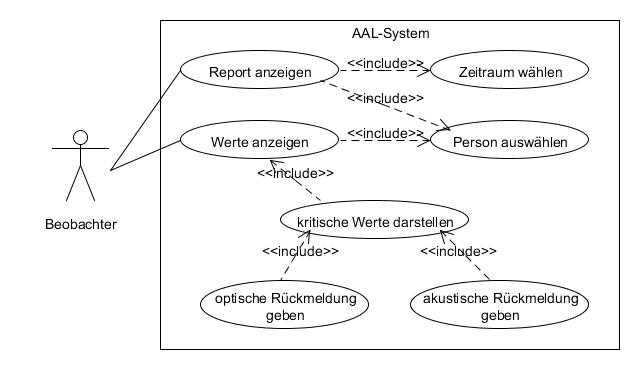 AAL-System
Report anzeigen
<<include>>
Zeitraum wählen
<<include>>
Werte anzeigen
<<include>>
Person auswählen
<<include>>
Beobachter
kritische Werte darstellen
<<include>>
<<include>>
optische Rückmeldung
geben
akustische Rückmeldung
geben